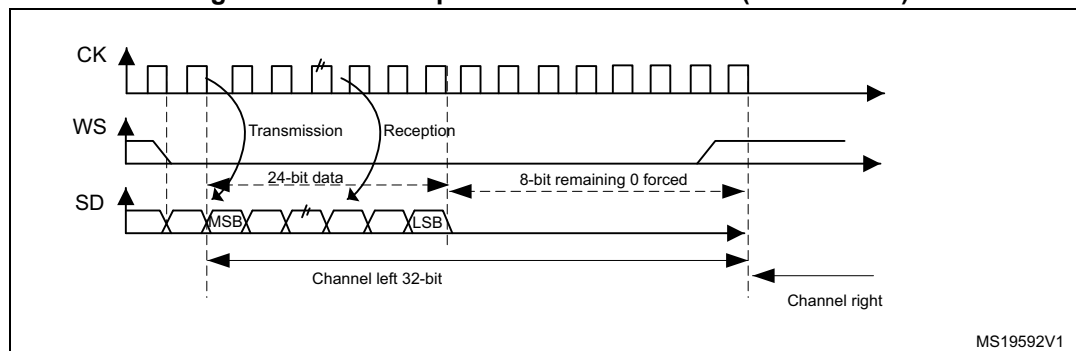 CK
WS
Transmission
Reception
24-bit data
8-bit remaining 0 forced
SD
MSB
LSB
Channel left 32-bit
Channel right
MS19592V1